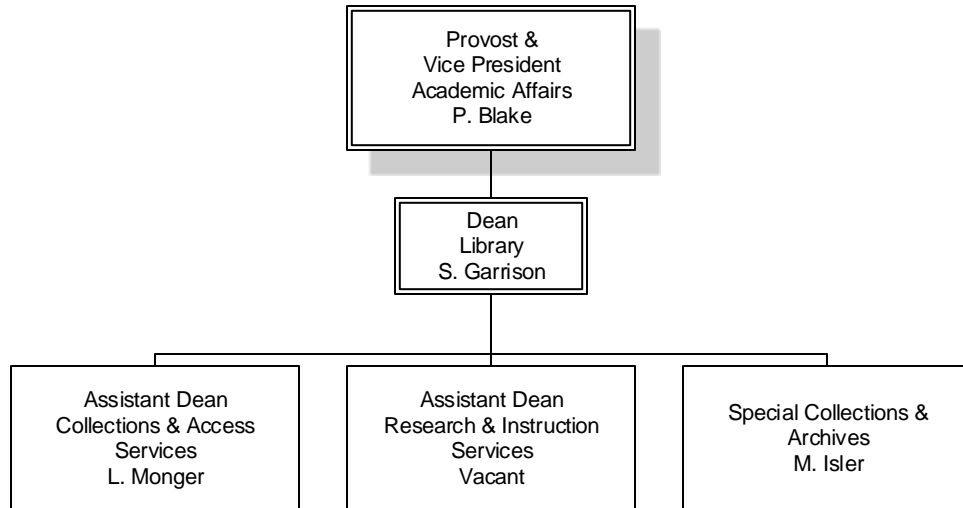 Provost &
Vice President
Academic Affairs
P. Blake
Dean
Library
S. Garrison
Assistant Dean
Collections & Access
Services
L. Monger
Assistant Dean
Research & Instruction
Services
Vacant
Special Collections &
Archives
M. Isler